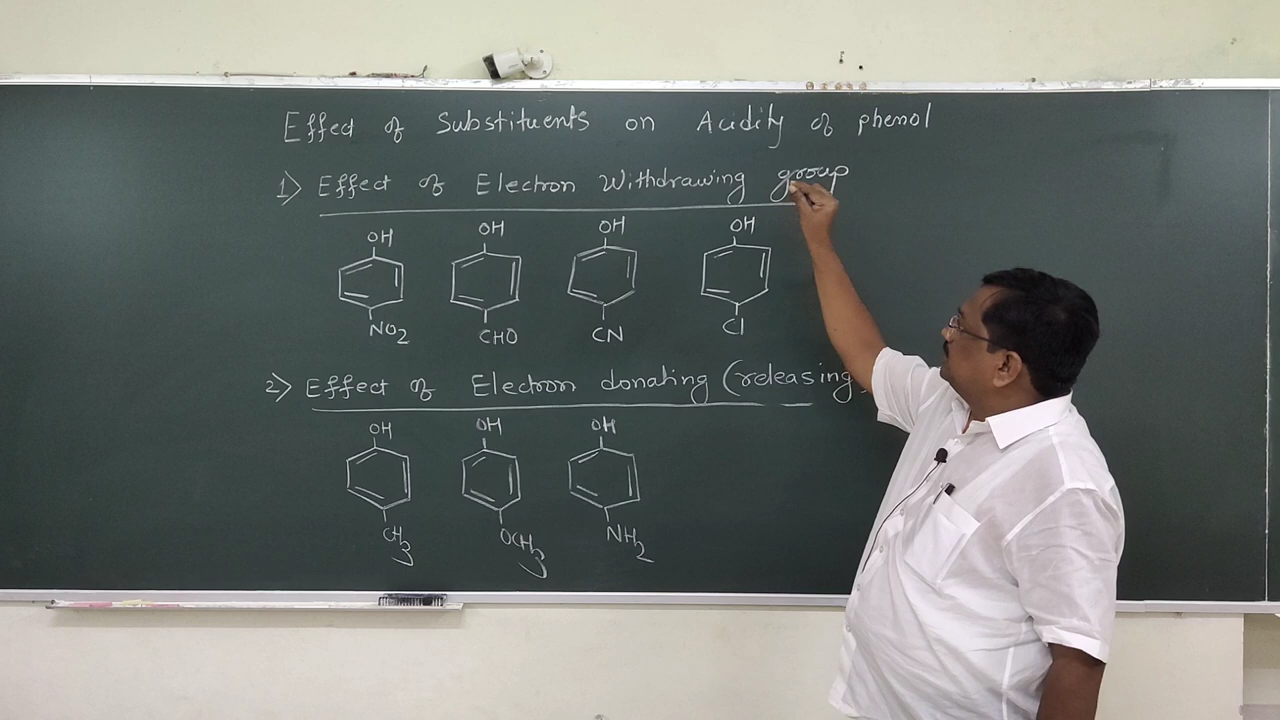 Effect of Substituents on Acidity of phenol
1) Effect of Electron Withdrawing group
OH OH OH OH
NO2 CHO CN Cl
2) Effect of Electron donating (releasing
OH OH OH
CH3 OCH3 NH2